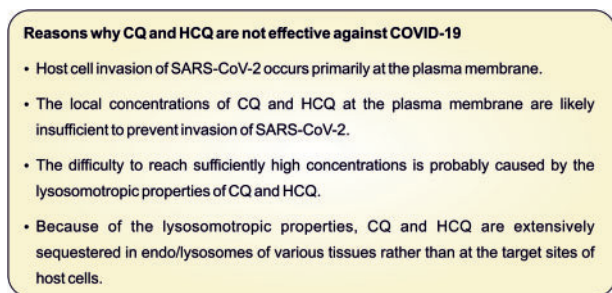 Reasons why CQ and HCQ are not effective against COVID-19
• Host cell invasion of SARS-CoV-2 occurs primarily at the plasma membrane.
• The local concentrations of CQ and HCQ at the plasma membrane are likely
insufficient to prevent invasion of SARS-CoV-2.
• The difficulty to reach sufficiently high concentrations is probably caused by the
lysosomotropic properties of CQ and HCQ.
• Because of the lysosomotropic properties, CQ and HCQ are extensively
sequestered in endo/lysosomes of various tissues rather than at the target sites of
host cells.